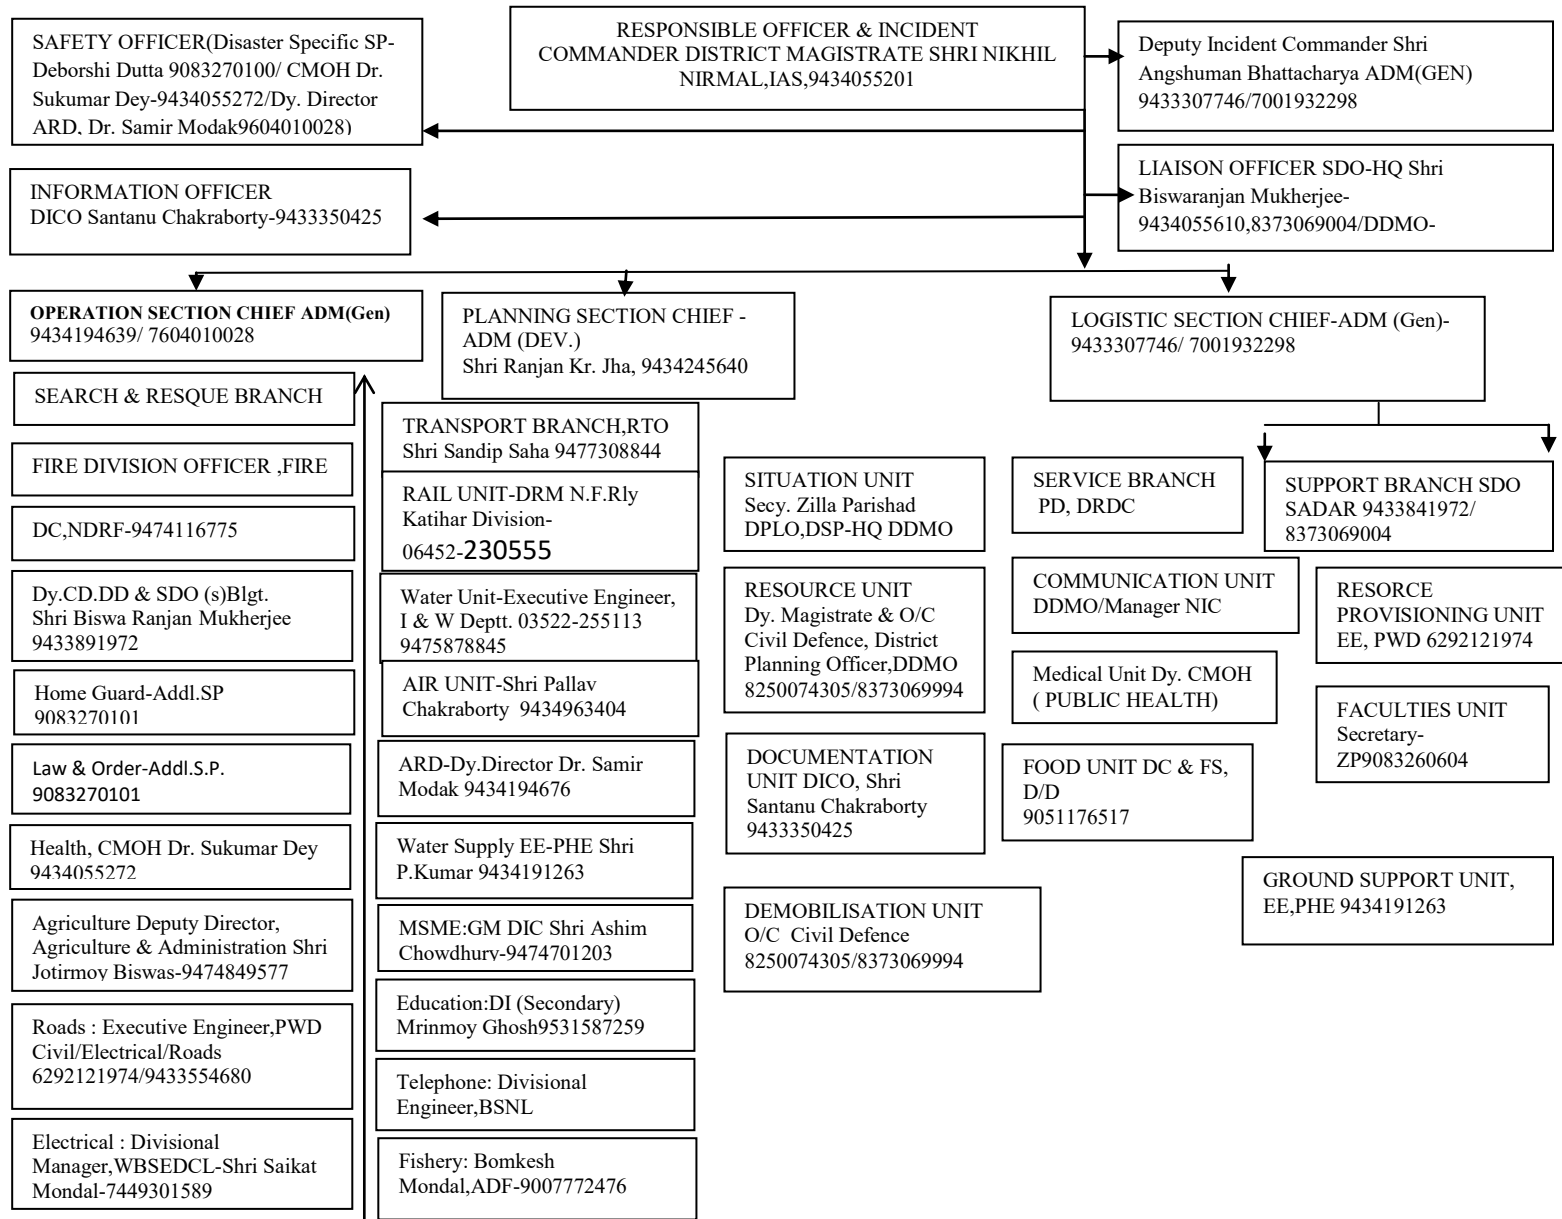 SAFETY OFFICER(Disaster Specific SP-
Deborshi Dutta 9083270100/ CMOH Dr.
Sukumar Dey-9434055272/Dy. Director
ARD, Dr. Samir Modak9604010028)
RESPONSIBLE OFFICER & INCIDENT
COMMANDER DISTRICT MAGISTRATE SHRI NIKHIL
NIRMAL,IAS,9434055201
Deputy Incident Commander Shri
Angshuman Bhattacharya ADM(GEN)
9433307746/7001932298
INFORMATION OFFICER
DICO Santanu Chakraborty-9433350425
LIAISON OFFICER SDO-HQ Shri
Biswaranjan Mukherjee-
9434055610,8373069004/DDMO-
OPERATION SECTION CHIEF ADM(Gen)
9434194639/ 7604010028
PLANNING SECTION CHIEF -
ADM (DEV.)
Shri Ranjan Kr. Jha, 9434245640
LOGISTIC SECTION CHIEF-ADM (Gen)-
9433307746/ 7001932298
SEARCH & RESQUE BRANCH
FIRE DIVISION OFFICER ,FIRE
DC,NDRF-9474116775
Dy.CD.DD & SDO (s)Blgt.
Shri Biswa Ranjan Mukherjee
9433891972
Home Guard-Addl.SP
9083270101
Law & Order-Addl.S.P.
9083270101
Health, CMOH Dr. Sukumar Dey
9434055272
Agriculture Deputy Director,
Agriculture & Administration Shri
Jotirmoy Biswas-9474849577
Roads : Executive Engineer,PWD
Civil/Electrical/Roads
6292121974/9433554680
Electrical : Divisional
Manager,WBSEDCL-Shri Saikat
Mondal-7449301589
TRANSPORT BRANCH,RTO
Shri Sandip Saha 9477308844
RAIL UNIT-DRM N.F.Rly
Katihar Division-
06452-230555
Water Unit-Executive Engineer,
I & W Deptt. 03522-255113
9475878845
AIR UNIT-Shri Pallav
Chakraborty 9434963404
ARD-Dy.Director Dr. Samir
Modak 9434194676
Water Supply EE-PHE Shri
P.Kumar 9434191263
MSME:GM DIC Shri Ashim
Chowdhury-9474701203
Education:DI (Secondary)
Mrinmoy Ghosh9531587259
Telephone: Divisional
Engineer,BSNL
Fishery: Bomkesh
Mondal,ADF-9007772476
SITUATION UNIT
Secy. Zilla Parishad
DPLO,DSP-HQ DDMO
RESOURCE UNIT
Dy. Magistrate & O/C
Civil Defence, District
Planning Officer,DDMO
8250074305/8373069994
DOCUMENTATION
UNIT DICO, Shri
Santanu Chakraborty
9433350425
DEMOBILISATION UNIT
O/C Civil Defence
8250074305/8373069994
SERVICE BRANCH
PD, DRDC
COMMUNICATION UNIT
DDMO/Manager NIC
Medical Unit Dy. CMOH
( PUBLIC HEALTH)
FOOD UNIT DC & FS,
D/D
9051176517
SUPPORT BRANCH SDO
SADAR 9433841972/
8373069004
RESORCE
PROVISIONING UNIT
EE, PWD 6292121974
FACULTIES UNIT
Secretary-
ZP9083260604
GROUND SUPPORT UNIT,
EE,PHE 9434191263